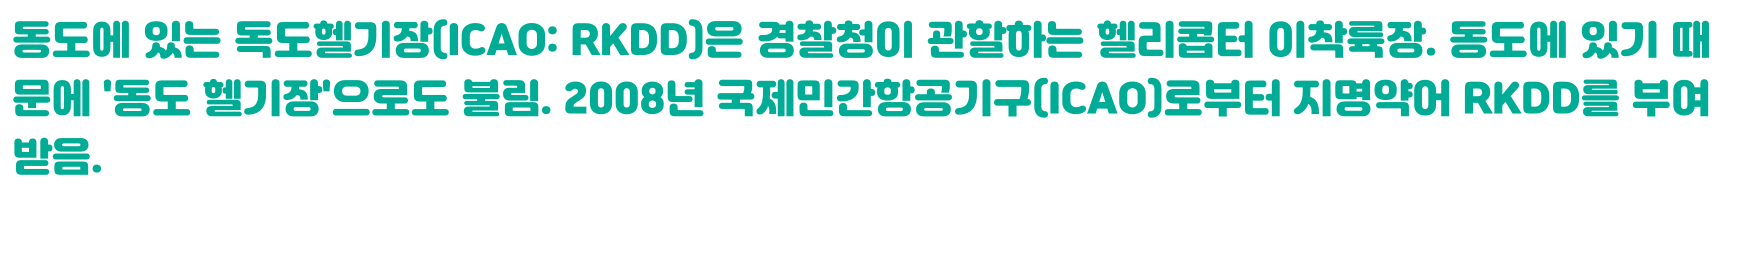 동도에 있는 독도헬기장(ICAO: RKDD)은 경찰청이 관할하는 헬리콥터 이착륙장. 동도에 있기 때
문에 '동도 헬기장'으로도 불림. 2008년 국제민간항공기구(ICAO)로부터 지명약어 RKDD를 부여
받음.